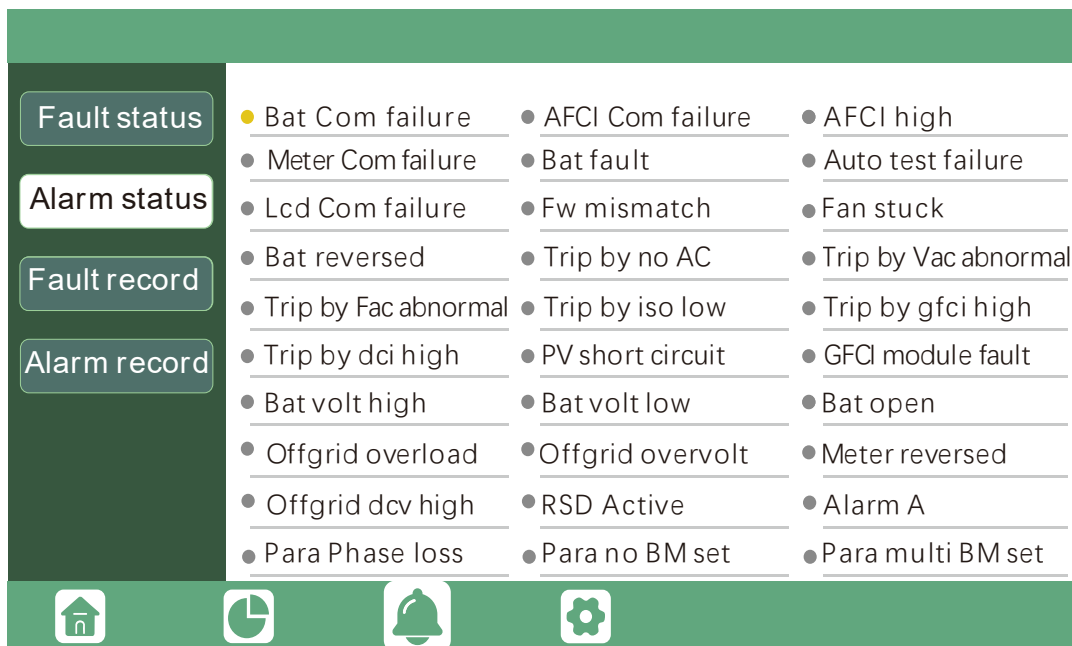 Fault status
Alarm status
Fault record
Alarm record
Bat Com failure AFCI Com failure AFCI high
Meter Com failure Bat fault Auto test failure
Lcd Com failure Fw mismatch Fan stuck
Bat reversed Trip by no AC Trip by Vac abnormal
Trip by Fac abnormal Trip by iso low Trip by gfci high
Trip by dci high PV short circuit GFCI module fault
Bat volt high Bat volt low Bat open
Offgrid overload Offgrid overvolt Meter reversed
Offgrid dcv high RSD Active Alarm A
Para Phase loss Para no BM set Para multi BM set